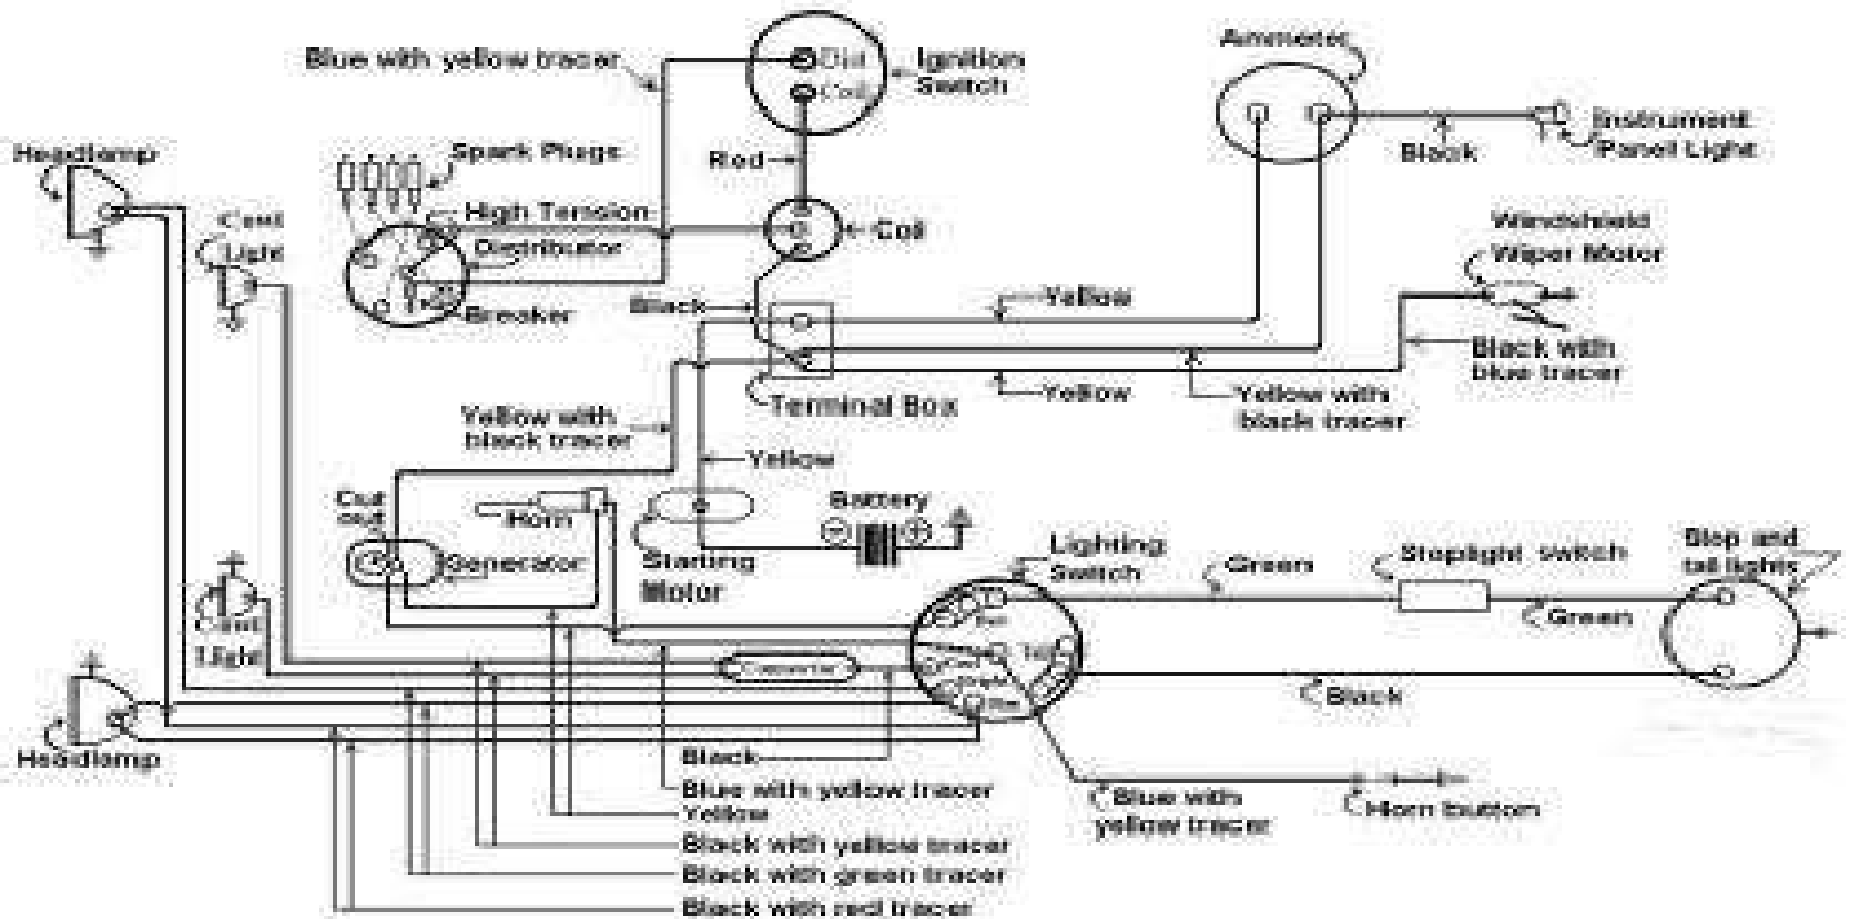 Blue with yellow tracer
Dist
Coil
Ignition
Switch
Ammeter
Instrument
Panel Light
Black
Headlamp
Spark Plugs
Red
Cowl
Light
High Tension
Distributor
Coil
Windshield
Wiper Motor
Breaker
Black
Yellow
Black with
blue tracer
Terminal Box
Yellow
Yellow with
black tracer
Yellow with
black tracer
Yellow
Cut
out
Horn
Battery
Generator
Starting
Motor
Lighting
Switch
Green
Stoplight switch
Stop and
tail lights
Green
Cowl
Light
Connector
Black
Headlamp
Black
Blue with yellow tracer
Yellow
Blue with
yellow tracer
Horn button
Black with yellow tracer
Black with green tracer
Black with red tracer